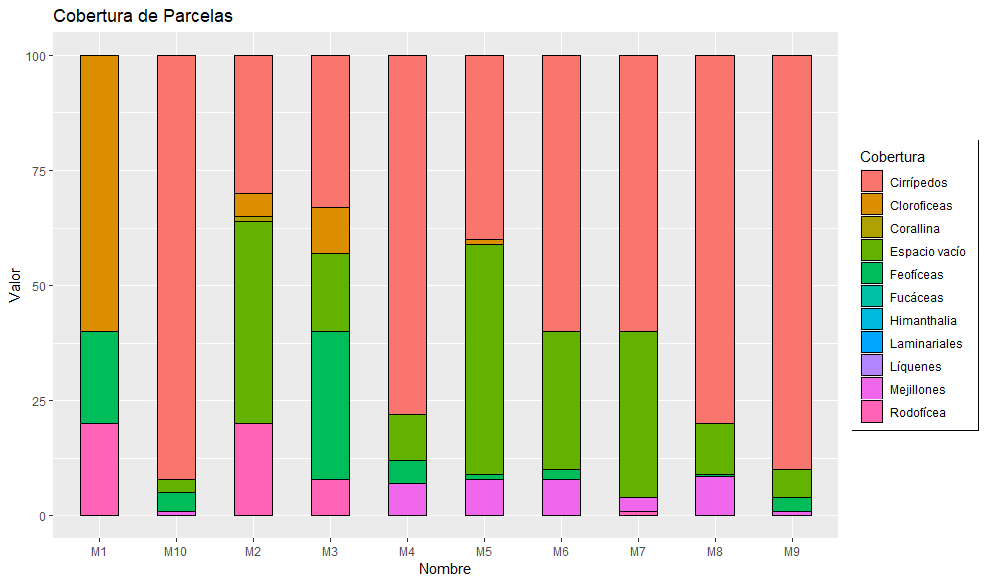 Cobertura de Parcelas
Valor
100
75
50
25
0
M1 M10 M2 M3 M4 M5 M6 M7 M8 M9
Nombre
Cobertura
Cirrípedos
Cloroficeas
Corallina
Espacio vacío
Feofíceas
Fucáceas
Himanthalia
Laminariales
Líquenes
Mejillones
Rodofícea